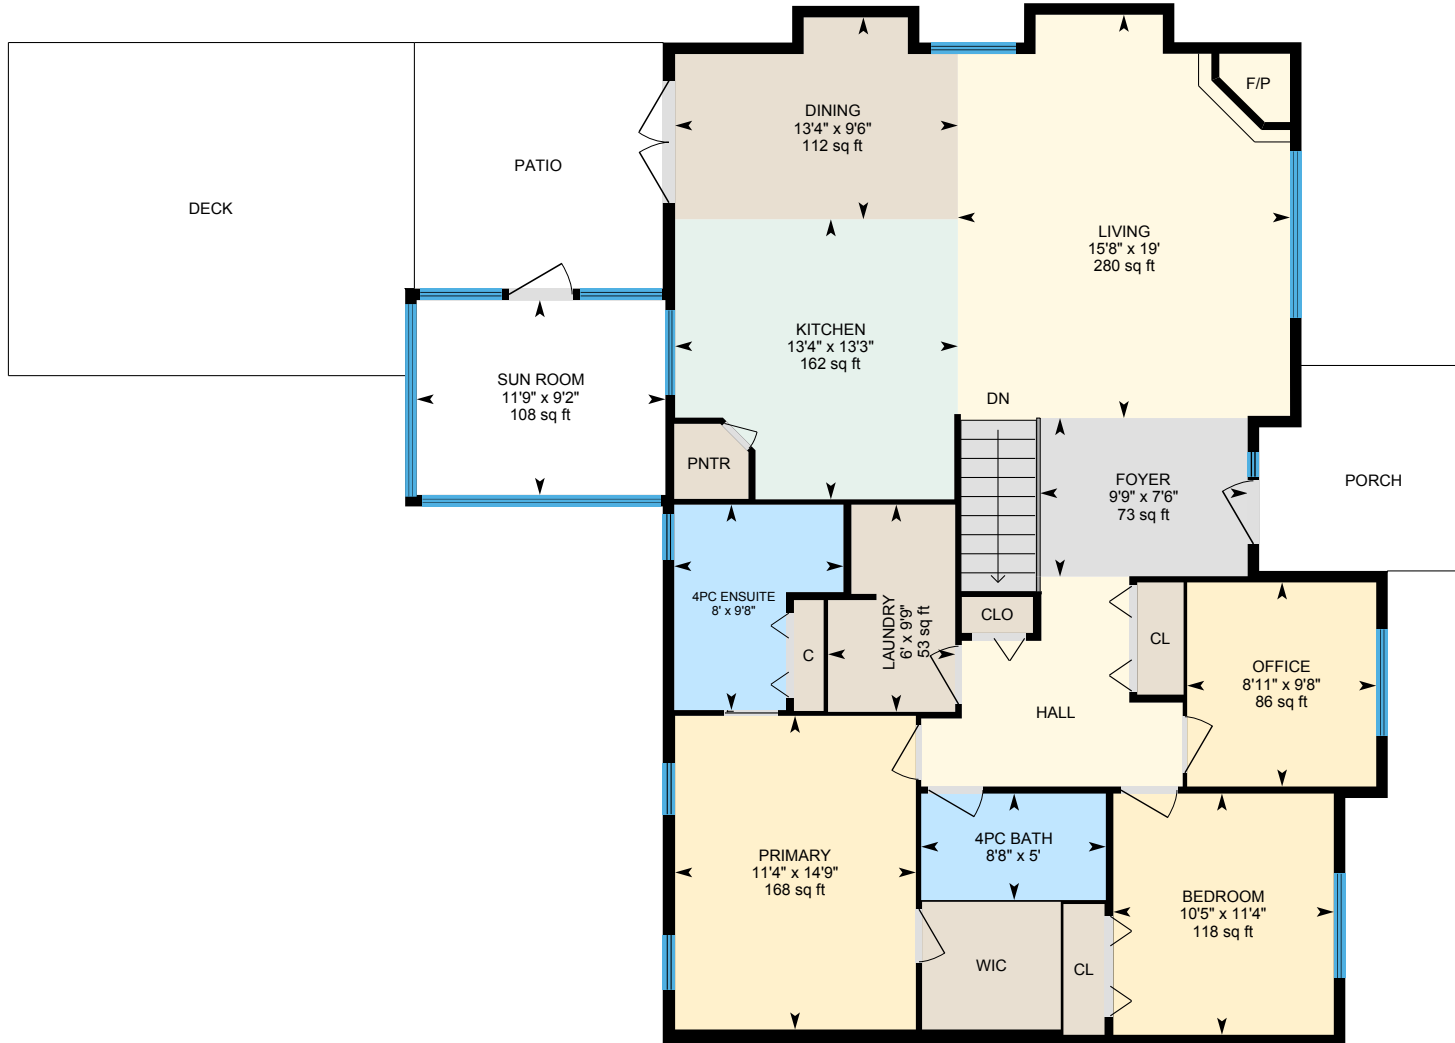 DINING
13'4" x 9'6"
112 sq ft
F/P
PATIO
DECK
LIVING
15'8" x 19'
280 sq ft
KITCHEN
13'4" x 13'3"
162 sq ft
SUN ROOM
11'9" x 9'2"
108 sq ft
DN
PNTR
FOYER
9'9" x 7'6"
73 sq ft
PORCH
4PC ENSUITE
8' x 9'8"
LAUNDRY
6' x 9'9"
53 sq ft
CLO
C
CL
OFFICE
8'11" x 9'8"
86 sq ft
HALL
PRIMARY
11'4" x 14'9"
168 sq ft
4PC BATH
8'8" x 5'
BEDROOM
10'5" x 11'4"
118 sq ft
WIC
CL